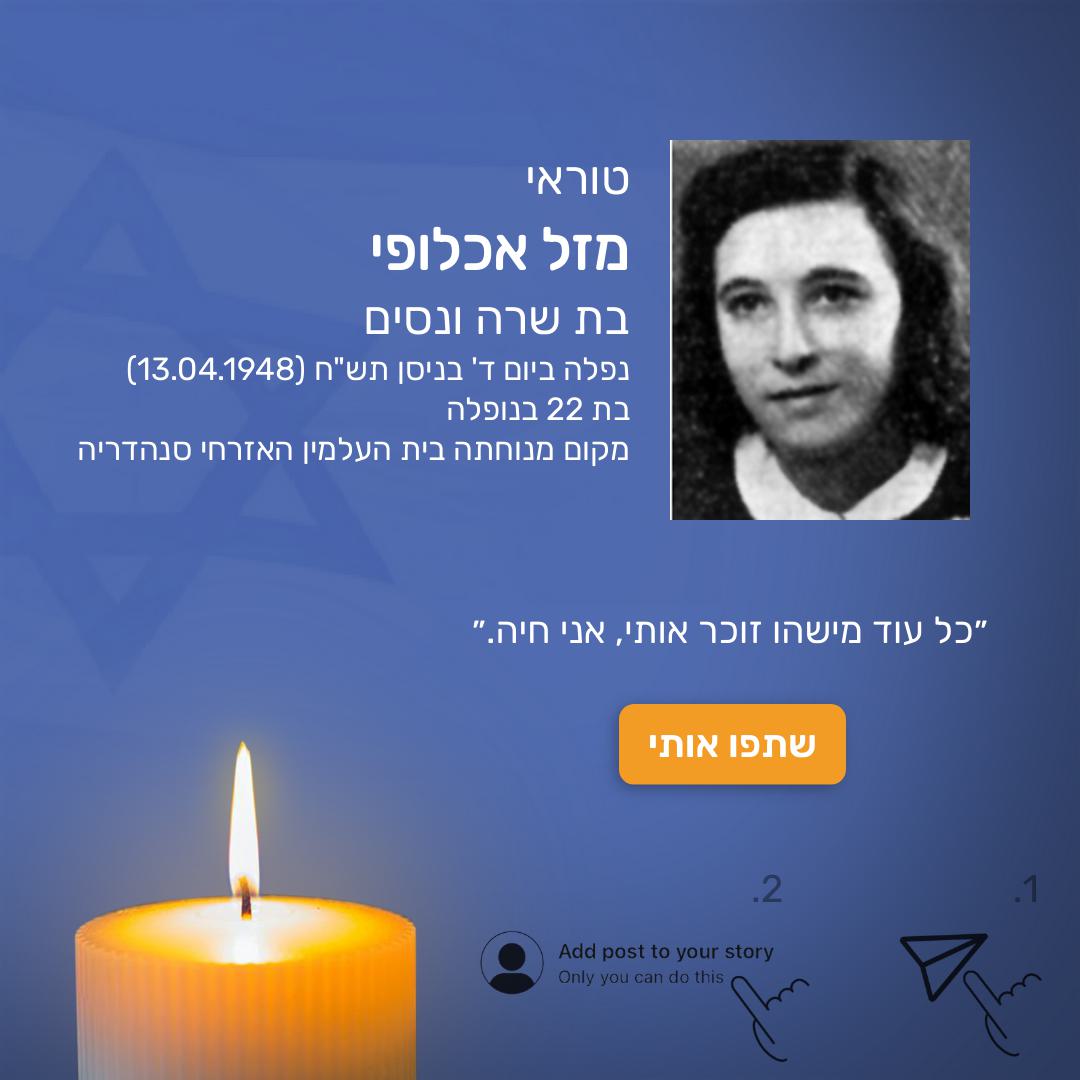 טוראי
מזל אכלופי
בת שרה ונסים
נפלה ביום ד' בניסן תש"ח (13.04.1948)
בת 22 בנופלה
מקום מנוחתה בית העלמין האזרחי סנהדריה
״כל עוד מישהו זוכר אותי, אני חיה.״
שתפו אותי
1.
2.
Add post to your story
Only you can do this